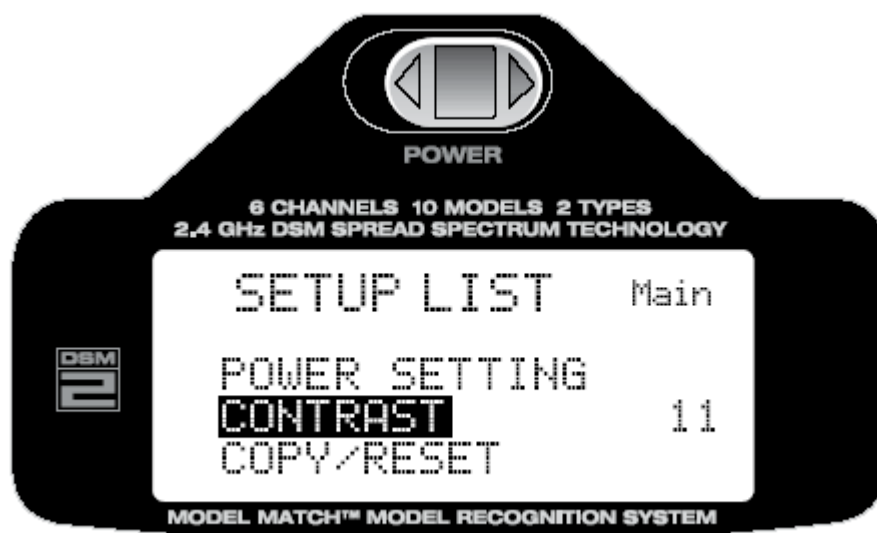 POWER
6 CHANNELS 10 MODELS 2 TYPES
2.4 GHz DSM SPREAD SPECTRUM TECHNOLOGY
SETUP LIST Main
DSM
2
POWER SETTING
CONTRAST 11
COPY/RESET
MODEL MATCH™ MODEL RECOGNITION SYSTEM